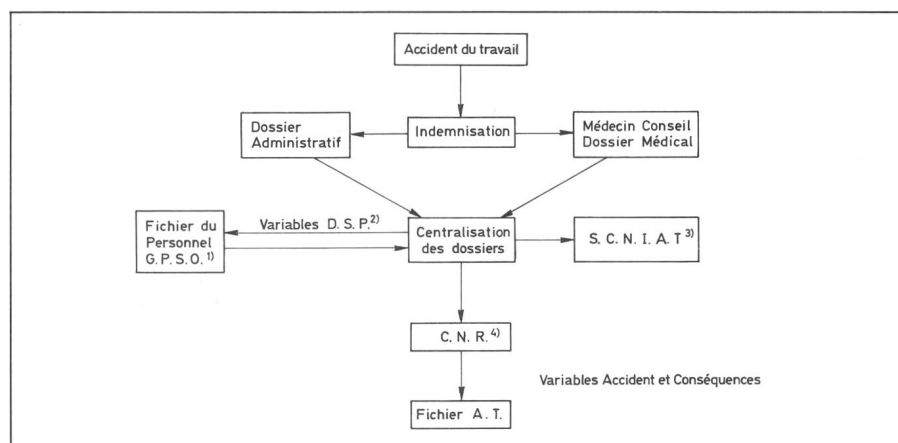 Accident du travail
Dossier
Administratif
Indemnisation
Médecin Conseil
Dossier Médical
Fichier du
Personnel
G.P.S.O. 1)
Variables D.S.P. 2)
Centralisation
des dossiers
S.C.N.I.A.T 3)
C.N.R. 4)
Variables Accident et Conséquences
Fichier A.T.